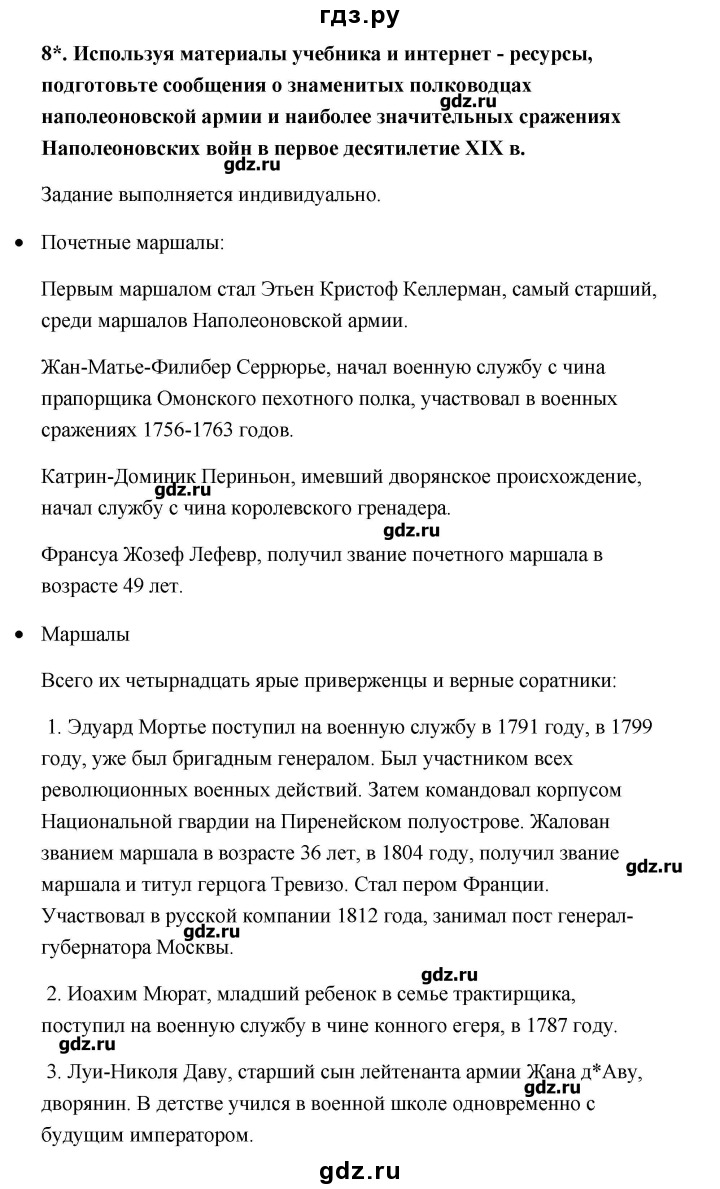 гдз.ру
8*. Используя материалы учебника и интернет - ресурсы,
подготовьте сообщения о знаменитых полководцах
gdz.ru
наполеоновской армии и наиболее значительных сражениях
Наполеоновских войн в первое десятилетие XIX в.
gdz.ru
Задание выполняется индивидуально.
• Почетные маршалы:
Первым маршалом стал Этьен Кристоф Келлерман, самый старший,
среди маршалов Наполеоновской армии.
Жан-Матье-Филибер Серрюрье, начал военную службу с чина
прапорщика Омонского пехотного полка, участвовал в военных
сражениях 1756-1763 годов.
Катрин-Доминик Периньон, имевший дворянское происхождение,
gdz.ru
начал службу с чина королевского гренадера.
gdz.ru
Франсуа Жозеф Лефевр, получил звание почетного маршала в
возрасте 49 лет.
• Маршалы
Всего их четырнадцать ярые приверженцы и верные соратники:
1. Эдуард Мортье поступил на военную службу в 1791 году, в 1799
году, уже был бригадным генералом. Был участником всех
революционных военных действий. Затем командовал корпусом
Национальной гвардии на Пиренейском полуострове. Жалован
званием маршала в возрасте 36 лет, в 1804 году, получил звание
gdz.ru
маршала и титул герцога Тревизо. Стал пером Франции.
Участвовал в русской компании 1812 года, занимал пост генерал-
gdz.ru
губернатора Москвы.
gdz.ru
2. Иоахим Мюрат, младший ребенок в семье трактирщика,
поступил на военную службу в чине конного егеря, в 1787 году.
gdz.ru
3. Луи-Николя Даву, старший сын лейтенанта армии Жана д*Аву,
gdz.ru
дворянин. В детстве учился в военной школе одновременно с
будущим императором.
gdz.ru